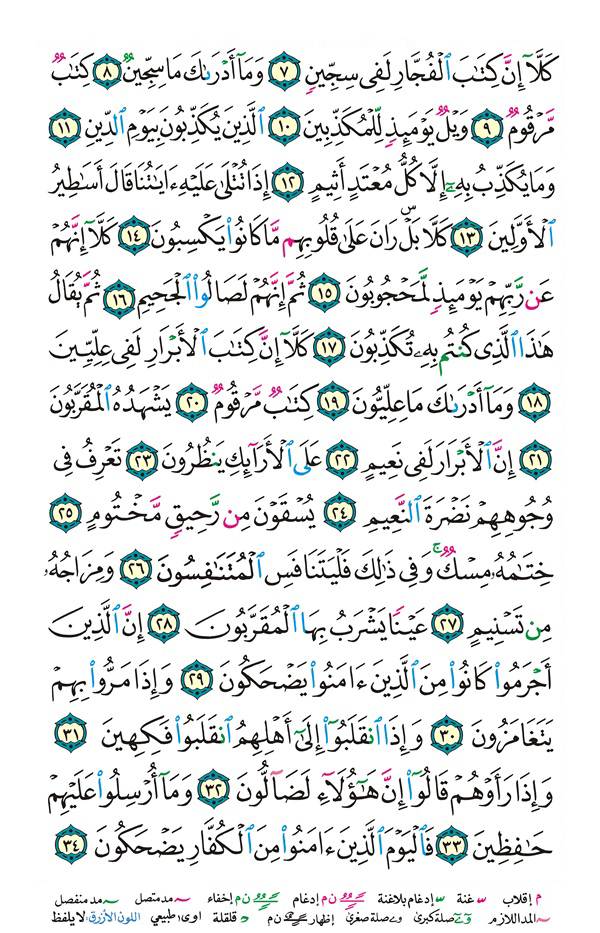 كَلَّآ إِنَّ كِتَٰبَ ٱلْفُجَّارِ لَفِى سِجِّينٍ ٧ وَمَآ أَدْرَىٰكَ مَا سِجِّينٌ ٨ كِتَٰبٌ
مَّرْقُومٌ ٩ وَيْلٌ يَوْمَئِذٍ لِّلْمُكَذِّبِينَ ١٠ ٱلَّذِينَ يُكَذِّبُونَ بِيَوْمِ ٱلدِّينِ ١١
وَمَا يُكَذِّبُ بِهِۦٓ إِلَّا كُلُّ مُعْتَدٍ أَثِيمٍ ١٢ إِذَا تُتْلَىٰ عَلَيْهِ ءَايَٰتُنَا قَالَ أَسَٰطِيرُ
ٱلْأَوَّلِينَ ١٣ كَلَّا بَلْ ۜ رَانَ عَلَىٰ قُلُوبِهِم مَّا كَانُوا۟ يَكْسِبُونَ ١٤ كَلَّآ إِنَّهُمْ
عَن رَّبِّهِمْ يَوْمَئِذٍ لَّمَحْجُوبُونَ ١٥ ثُمَّ إِنَّهُمْ لَصَالُوا۟ ٱلْجَحِيمِ ١٦ ثُمَّ يُقَالُ
هَٰذَا ٱلَّذِى كُنتُم بِهِۦ تُكَذِّبُونَ ١٧ كَلَّآ إِنَّ كِتَٰبَ ٱلْأَبْرَارِ لَفِى عِلِّيِّينَ
١٨ وَمَآ أَدْرَىٰكَ مَا عِلِّيُّونَ ١٩ كِتَٰبٌ مَّرْقُومٌ ٢٠ يَشْهَدُهُ ٱلْمُقَرَّبُونَ
٢١ إِنَّ ٱلْأَبْرَارَ لَفِى نَعِيمٍ ٢٢ عَلَى ٱلْأَرَآئِكِ يَنظُرُونَ ٢٣ تَعْرِفُ فِى
وُجُوهِهِمْ نَضْرَةَ ٱلنَّعِيمِ ٢٤ يُسْقَوْنَ مِن رَّحِيقٍ مَّخْتُومٍ ٢٥
خِتَٰمُهُۥ مِسْكٌ ۚ وَفِى ذَٰلِكَ فَلْيَتَنَافَسِ ٱلْمُتَنَٰفِسُونَ ٢٦ وَمِزَاجُهُۥ
مِن تَسْنِيمٍ ٢٧ عَيْنًا يَشْرَبُ بِهَا ٱلْمُقَرَّبُونَ ٢٨ إِنَّ ٱلَّذِينَ
أَجْرَمُوا۟ كَانُوا۟ مِنَ ٱلَّذِينَ ءَامَنُوا۟ يَضْحَكُونَ ٢٩ وَإِذَا مَرُّوا۟ بِهِمْ
يَتَغَامَزُونَ ٣٠ وَإِذَا ٱنقَلَبُوٓا۟ إِلَىٰٓ أَهْلِهِمُ ٱنقَلَبُوا۟ فَكِهِينَ ٣١
وَإِذَا رَأَوْهُمْ قَالُوٓا۟ إِنَّ هَٰٓؤُلَآءِ لَضَآلُّونَ ٣٢ وَمَآ أُرْسِلُوا۟ عَلَيْهِمْ
حَٰفِظِينَ ٣٣ فَٱلْيَوْمَ ٱلَّذِينَ ءَامَنُوا۟ مِنَ ٱلْكُفَّارِ يَضْحَكُونَ ٣٤
م إقلاب غنة إدغام بلاغنة ن م إدغام ن م إخفاء مد متصل مد منفصل
المد اللازم صلة كبرى صلة صغرى إظهار ن م قلقلة اوى طبيعي اللون الأزرق: لا يلفظ